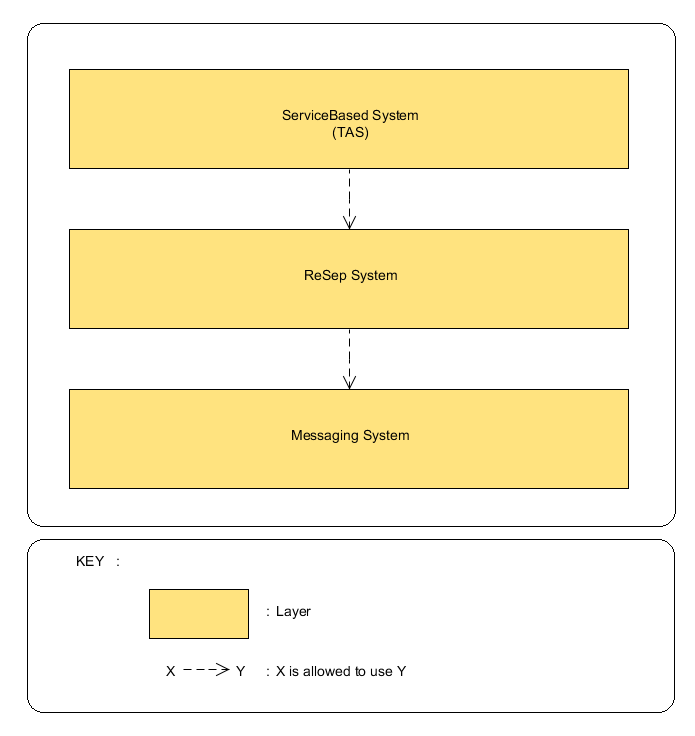 ServiceBased System
(TAS)
ReSep System
Messaging System
KEY :
: Layer
X Y : X is allowed to use Y